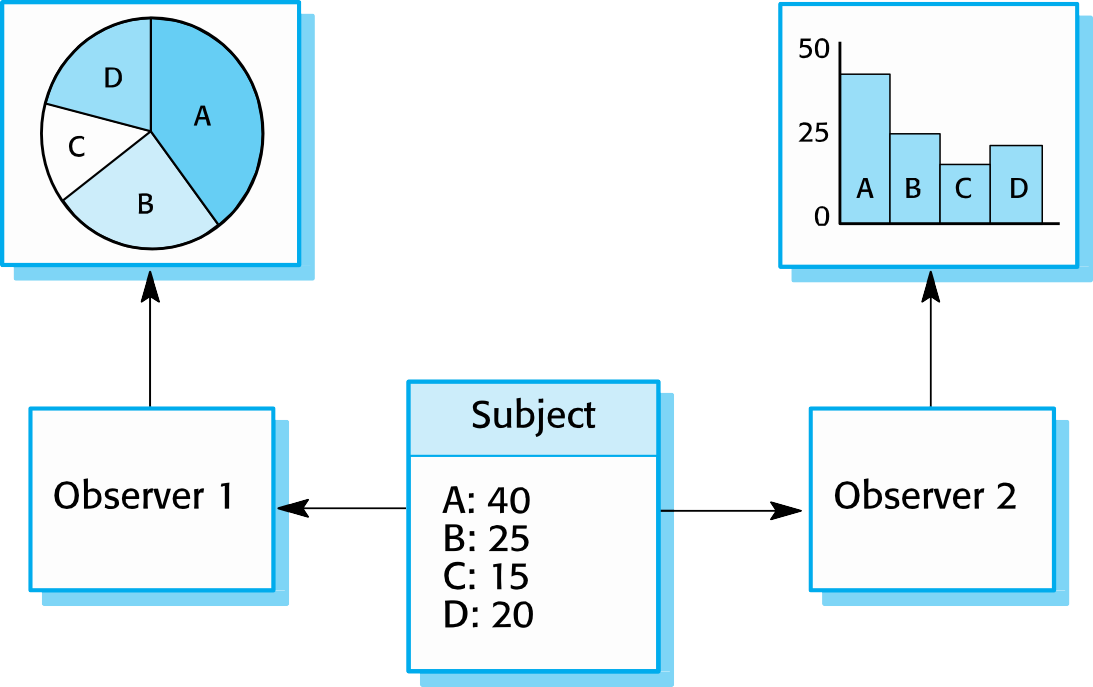 D
A
C
B
50
25
0
A B C D
Subject
Observer 1
A: 40
B: 25
C: 15
D: 20
Observer 2